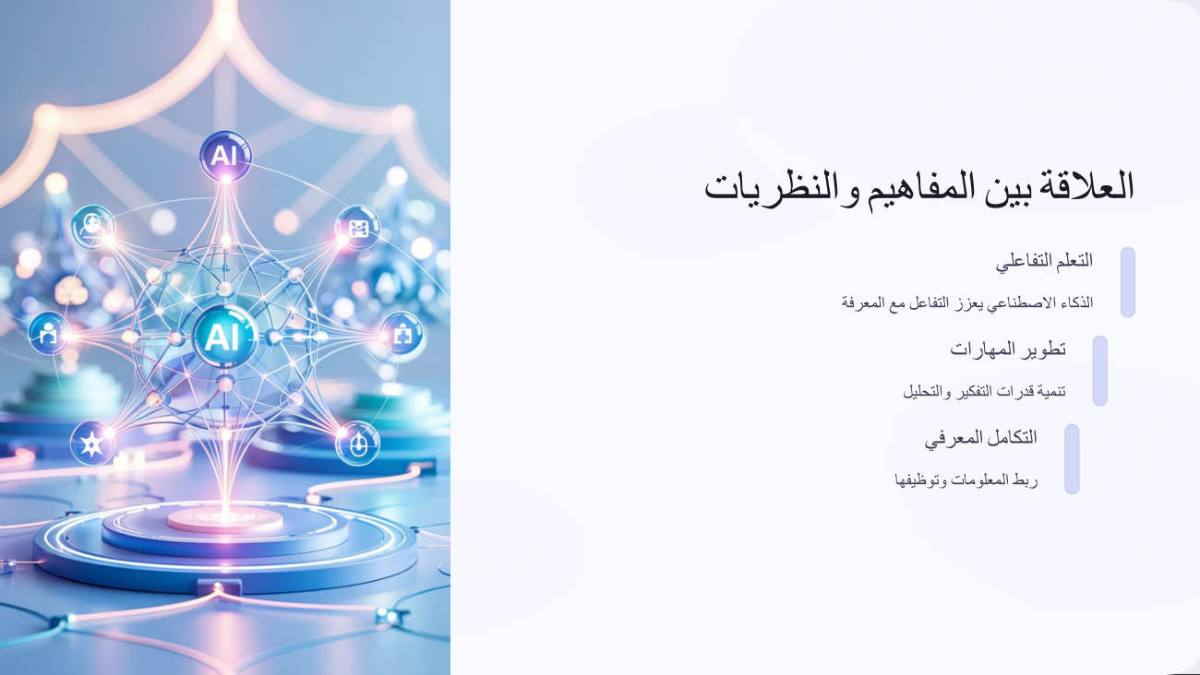 العلاقة بين المفاهيم والنظريات
التعلم التفاعلي
الذكاء الاصطناعي يعزز التفاعل مع المعرفة
تطوير المهارات
تنمية قدرات التفكير والتحليل
التكامل المعرفي
ربط المعلومات وتوظيفها
AI
AI